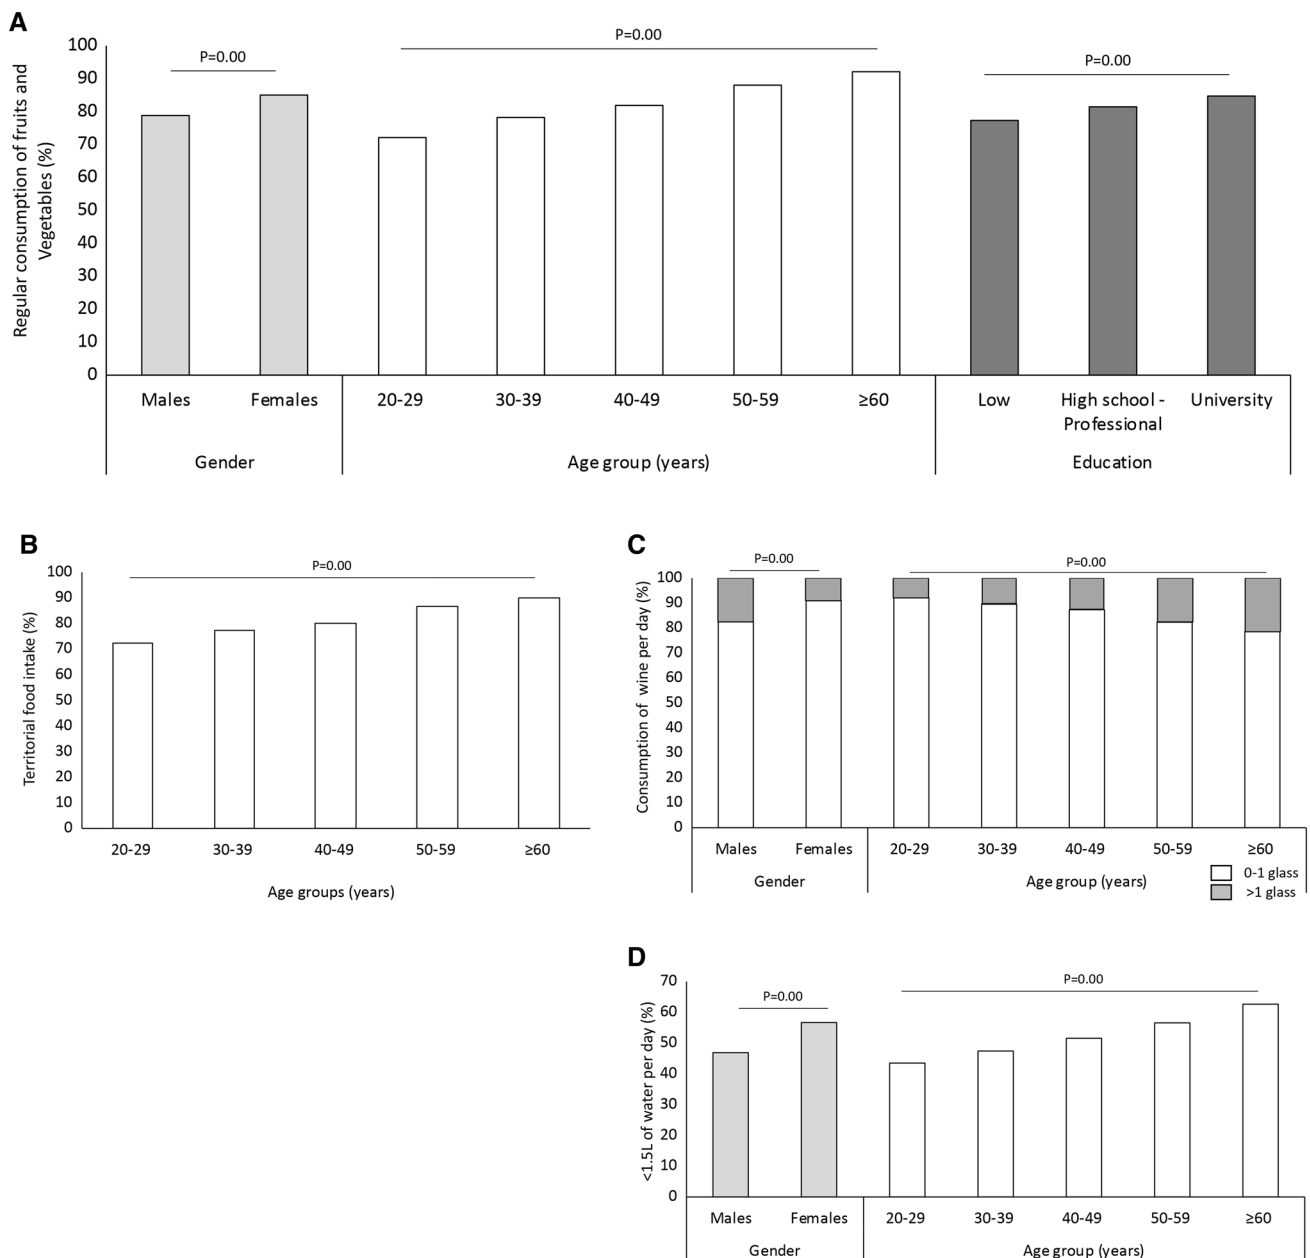 A
Regular consumption of fruits and
Vegetables (%)
100
90
80
70
60
50
40
30
20
10
0
P=0.00
P=0.00
P=0.00
Males
Females
20-29
30-39
40-49
50-59
≥60
Low
High school -
Professional
University
Gender
Age group (years)
Education
B
Territorial food intake (%)
100
90
80
70
60
50
40
30
20
10
0
P=0.00
20-29
30-39
40-49
50-59
≥60
Age groups (years)
C
Consumption of wine per day (%)
100
90
80
70
60
50
40
30
20
10
0
P=0.00
P=0.00
Males
Females
20-29
30-39
40-49
50-59
≥60
Gender
Age group (years)
0-1 glass
>1 glass
D
<1.5L of water per day (%)
70
60
50
40
30
20
10
0
P=0.00
P=0.00
Males
Females
20-29
30-39
40-49
50-59
≥60
Gender
Age group (years)